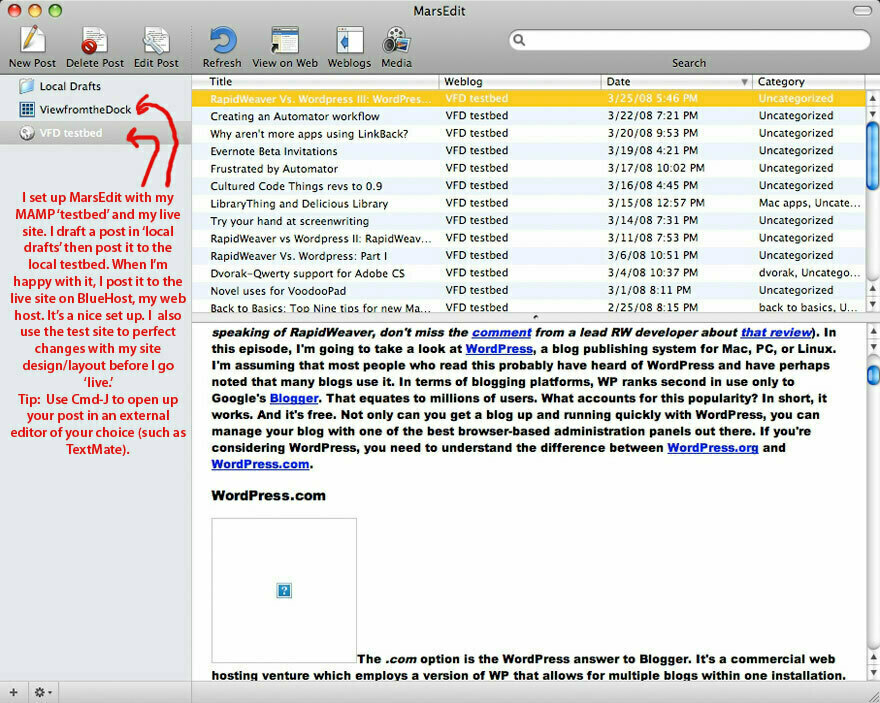 MarsEdit
New Post Delete Post Edit Post Refresh View on Web Weblogs Media Search
Local Drafts
ViewfromtheDock
VFD testbed
I set up MarsEdit with my
MAMP ‘testbed’ and my live
site. I draft a post in ‘local
drafts’ then post it to the
local testbed. When I’m
happy with it, I post it to the
live site on BlueHost, my web
host. It’s a nice set up. I also
use the test site to perfect
changes with my site
design/layout before I go
‘live.’
Tip: Use Cmd-J to open up
your post in an external
editor of your choice (such as
TextMate).
Title Weblog Date Category
RapidWeaver Vs. Wordpress III: WordPres... VFD testbed 3/25/08 5:46 PM Uncategorized
Creating an Automator workflow VFD testbed 3/22/08 7:21 PM Uncategorized
Why aren't more apps using LinkBack? VFD testbed 3/20/08 9:53 PM Uncategorized
Evernote Beta Invitations VFD testbed 3/19/08 4:21 PM Uncategorized
Frustrated by Automator VFD testbed 3/17/08 10:02 PM Uncategorized
Cultured Code Things revs to 0.9 VFD testbed 3/16/08 4:45 PM Uncategorized
LibraryThing and Delicious Library VFD testbed 3/15/08 12:57 PM Mac apps, Uncate...
Try your hand at screenwriting VFD testbed 3/14/08 7:31 PM Uncategorized
RapidWeaver vs Wordpress II: RapidWeav... VFD testbed 3/11/08 7:53 PM Uncategorized
RapidWeaver Vs. Wordpress: Part I VFD testbed 3/6/08 10:51 PM Uncategorized
Dvorak-Qwerty support for Adobe CS VFD testbed 3/4/08 10:37 PM dvorak, Uncatego...
Novel uses for VoodooPad VFD testbed 3/1/08 8:11 PM Uncategorized
Back to Basics: Top Nine tips for new Ma... VFD testbed 2/25/08 8:15 PM back to basics, U...
speaking of RapidWeaver, don't miss the comment from a lead RW developer about that review). In
this episode, I'm going to take a look at WordPress, a blog publishing system for Mac, PC, or Linux.
I'm assuming that most people who read this probably have heard of WordPress and have perhaps
noted that many blogs use it. In terms of blogging platforms, WP ranks second in use only to
Google's Blogger. That equates to millions of users. What accounts for this popularity? In short, it
works. And it's free. Not only can you get a blog up and running quickly with WordPress, you can
manage your blog with one of the best browser-based administration panels out there. If you're
considering WordPress, you need to understand the difference between WordPress.org and
WordPress.com.
WordPress.com
The .com option is the WordPress answer to Blogger. It's a commercial web
hosting venture which employs a version of WP that allows for multiple blogs within one installation.